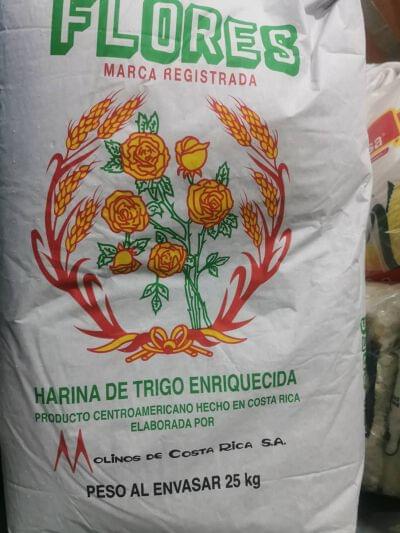 FLORES
MARCA REGISTRADA
HARINA DE TRIGO ENRIQUECIDA
PRODUCTO CENTROAMERICANO HECHO EN COSTA RICA
ELABORADA POR
MOLINOS DE COSTA RICA S.A.
PESO AL ENVASAR 25 kg